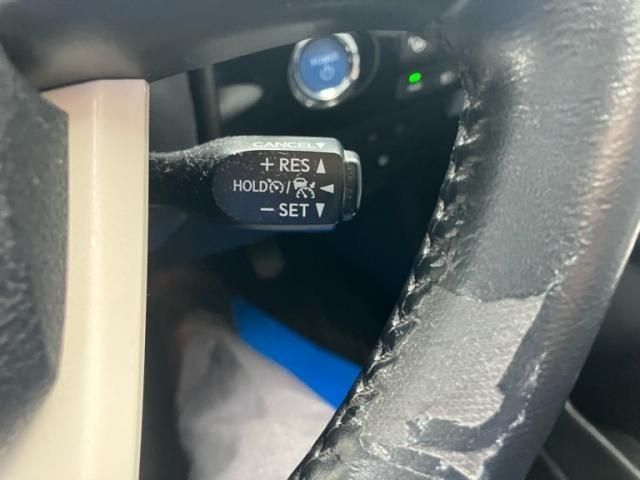 CANCEL▼
+ RES ▲
HOLD / ◄
− SET ▼